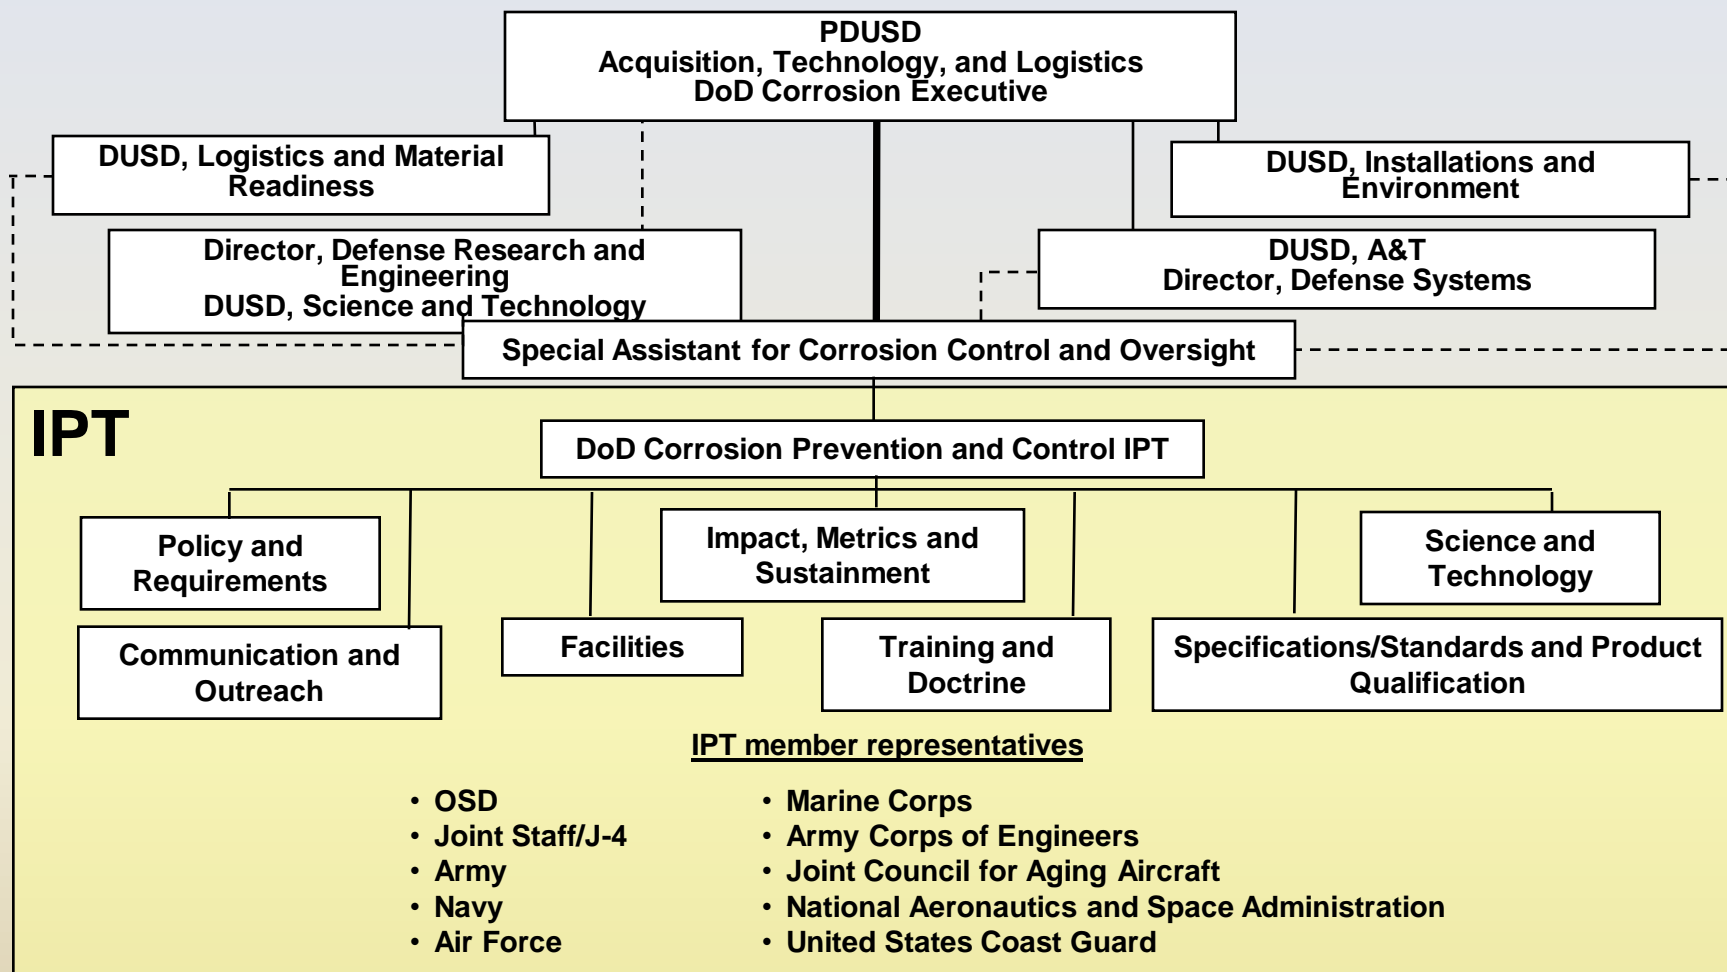 PDUSD
Acquisition, Technology, and Logistics
DoD Corrosion Executive
DUSD, Logistics and Material
Readiness
DUSD, Installations and
Environment
Director, Defense Research and
Engineering
DUSD, Science and Technology
DUSD, A&T
Director, Defense Systems
Special Assistant for Corrosion Control and Oversight
IPT
DoD Corrosion Prevention and Control IPT
Policy and
Requirements
Impact, Metrics and
Sustainment
Science and
Technology
Communication and
Outreach
Facilities
Training and
Doctrine
Specifications/Standards and Product
Qualification
IPT member representatives
• OSD
• Joint Staff/J-4
• Army
• Navy
• Air Force
• Marine Corps
• Army Corps of Engineers
• Joint Council for Aging Aircraft
• National Aeronautics and Space Administration
• United States Coast Guard